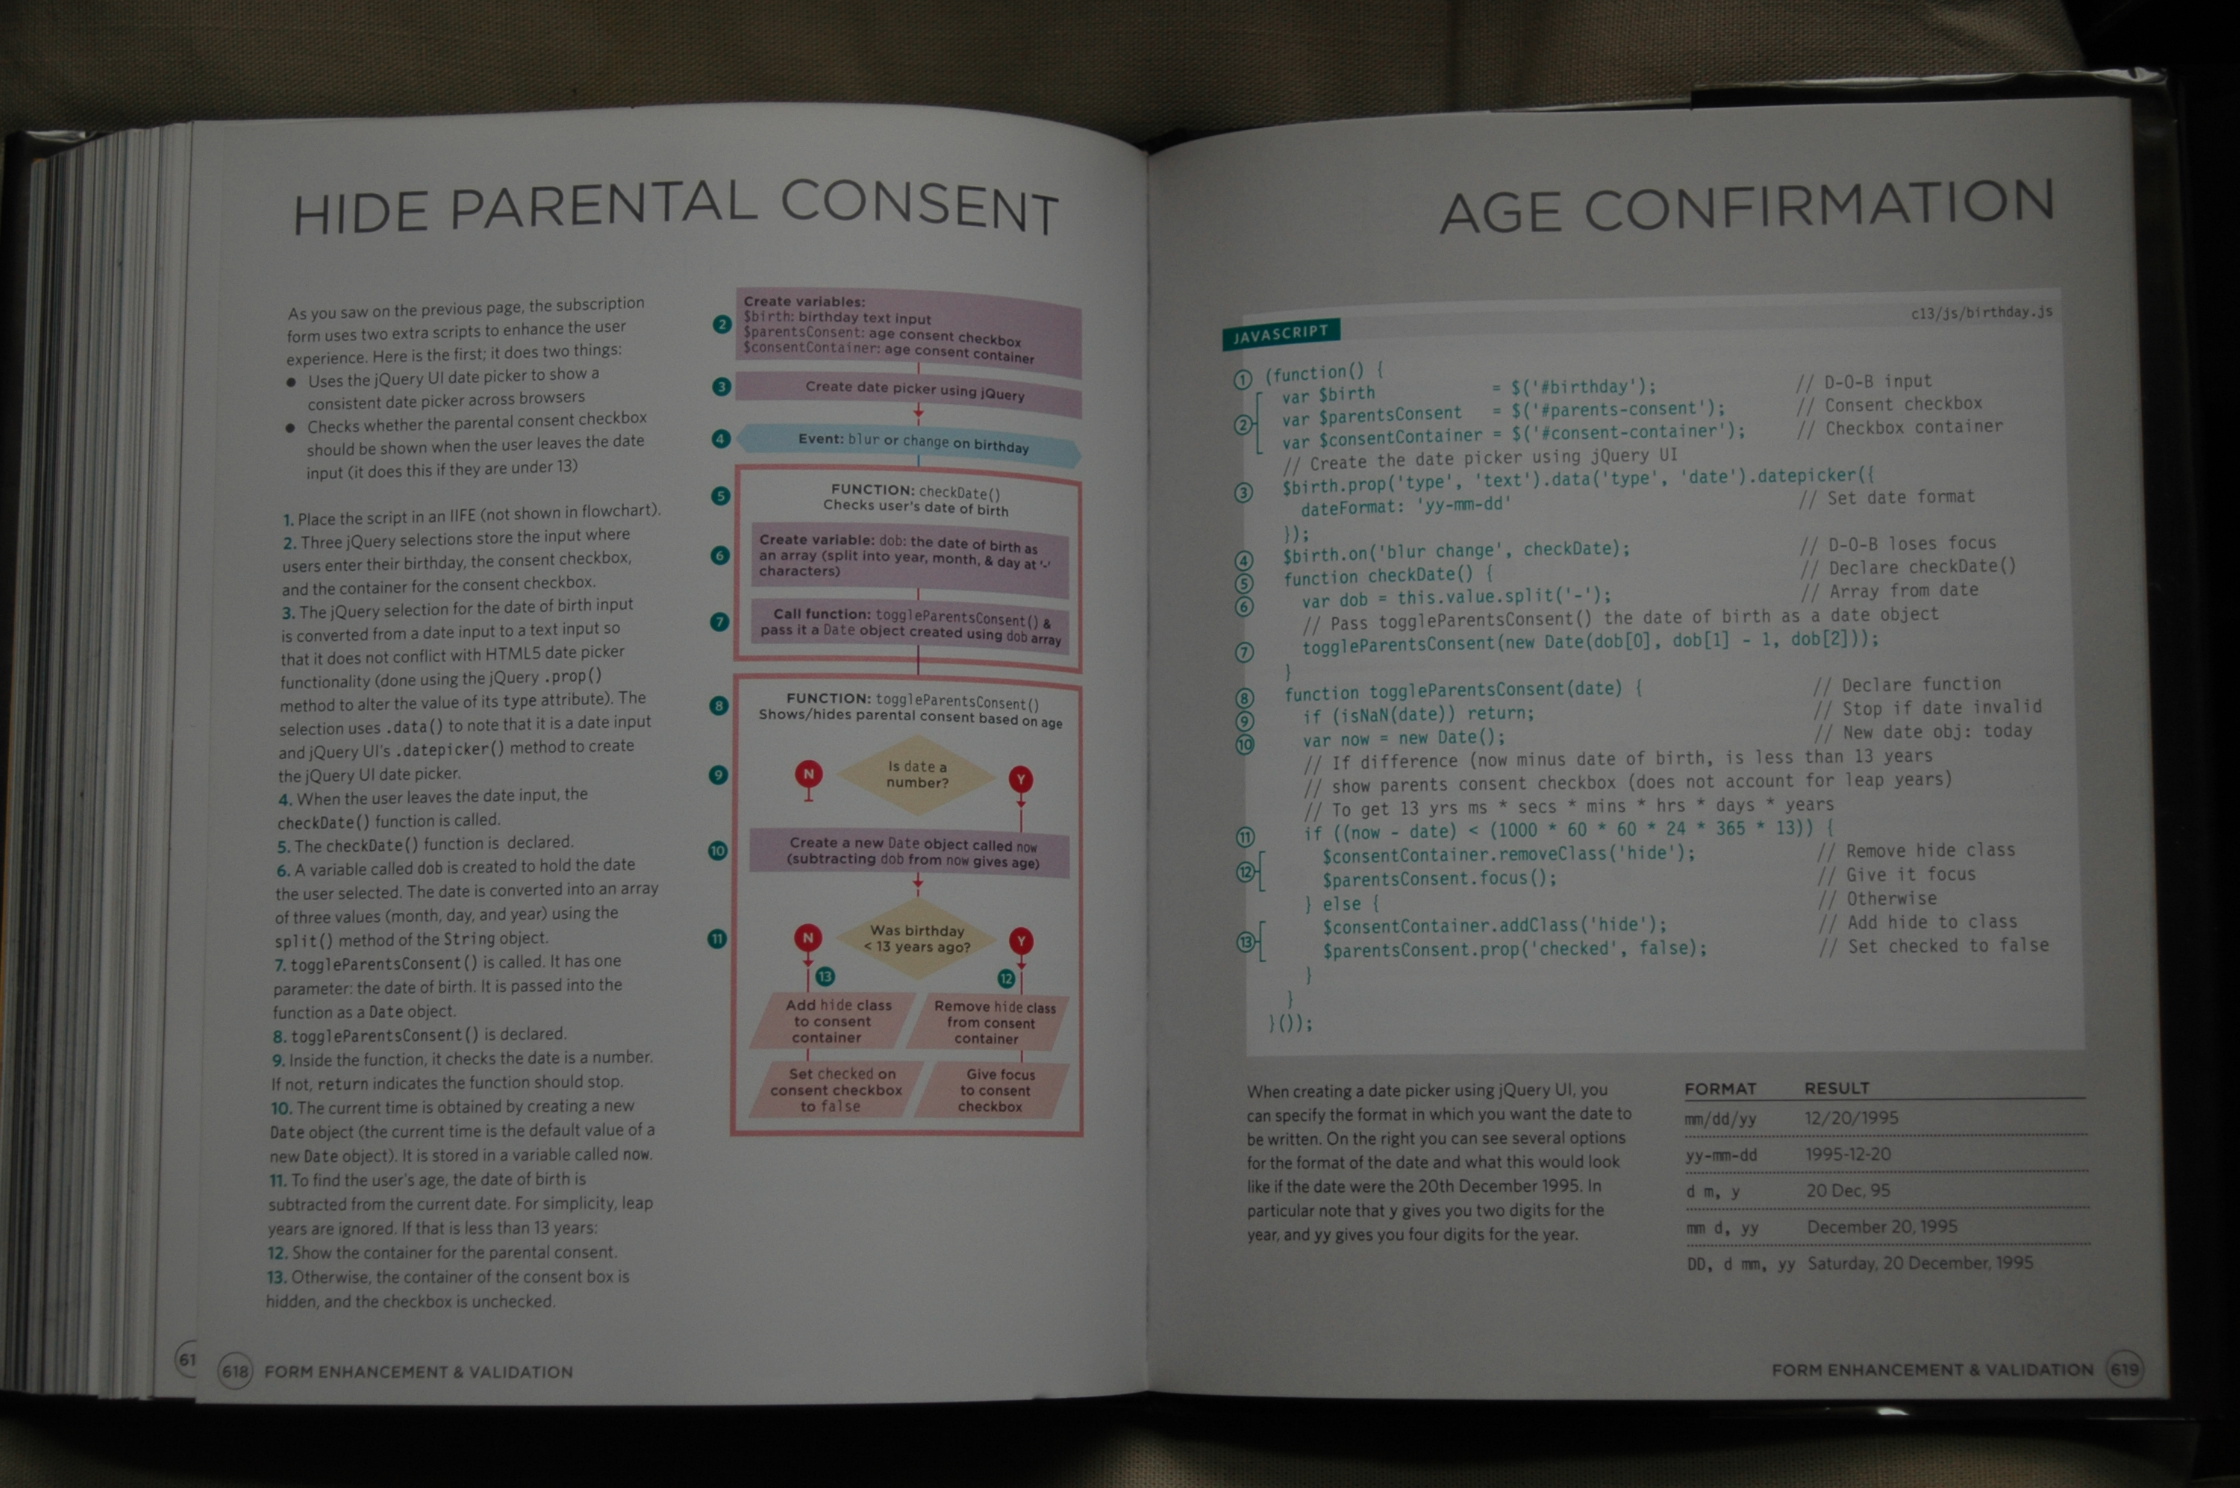 HIDE PARENTAL CONSENT
As you saw on the previous page, the subscription
form uses two extra scripts to enhance the user
experience. Here is the first; it does two things:
● Uses the jQuery UI date picker to show a
consistent date picker across browsers
● Checks whether the parental consent checkbox
should be shown when the user leaves the date
input (it does this if they are under 13)
1. Place the script in an IIFE (not shown in flowchart).
2. Three jQuery selections store the input where
users enter their birthday, the consent checkbox,
and the container for the consent checkbox.
3. The jQuery selection for the date of birth input
is converted from a date input to a text input so
that it does not conflict with HTML5 date picker
functionality (done using the jQuery .prop()
method to alter the value of its type attribute). The
selection uses .data() to note that it is a date input
and jQuery UI's .datepicker() method to create
the jQuery UI date picker.
4. When the user leaves the date input, the
checkDate() function is called.
5. The checkDate() function is declared.
6. A variable called dob is created to hold the date
the user selected. The date is converted into an array
of three values (month, day, and year) using the
split() method of the String object.
7. toggleParentsConsent() is called. It has one
parameter: the date of birth. It is passed into the
function as a Date object.
8. toggleParentsConsent() is declared.
9. Inside the function, it checks the date is a number.
If not, return indicates the function should stop.
10. The current time is obtained by creating a new
Date object (the current time is the default value of a
new Date object). It is stored in a variable called now.
11. To find the user's age, the date of birth is
subtracted from the current date. For simplicity, leap
years are ignored. If that is less than 13 years:
12. Show the container for the parental consent.
13. Otherwise, the container of the consent box is
hidden, and the checkbox is unchecked.
2
Create variables:
$birth: birthday text input
$parentsConsent: age consent checkbox
$consentContainer: age consent container
3
Create date picker using jQuery
4
Event: blur or change on birthday
5
FUNCTION: checkDate()
Checks user's date of birth
6
Create variable: dob: the date of birth as
an array (split into year, month, & day at '-'
characters)
7
Call function: toggleParentsConsent() &
pass it a Date object created using dob array
8
FUNCTION: toggleParentsConsent()
Shows/hides parental consent based on age
9
N
Is date a
number?
Y
10
Create a new Date object called now
(subtracting dob from now gives age)
11
N
Was birthday
< 13 years ago?
Y
13
12
Add hide class
to consent
container
Remove hide class
from consent
container
Set checked on
consent checkbox
to false
Give focus
to consent
checkbox
61
618 FORM ENHANCEMENT & VALIDATION
AGE CONFIRMATION
JAVASCRIPT
c13/js/birthday.js
1 (function() {
var $birth = $('#birthday'); // D-O-B input
2 var $parentsConsent = $('#parents-consent'); // Consent checkbox
var $consentContainer = $('#consent-container'); // Checkbox container
// Create the date picker using jQuery UI
3 $birth.prop('type', 'text').data('type', 'date').datepicker({
dateFormat: 'yy-mm-dd' // Set date format
});
4 $birth.on('blur change', checkDate); // D-O-B loses focus
5 function checkDate() { // Declare checkDate()
6 var dob = this.value.split('-'); // Array from date
// Pass toggleParentsConsent() the date of birth as a date object
7 toggleParentsConsent(new Date(dob[0], dob[1] - 1, dob[2]));
}
8 function toggleParentsConsent(date) { // Declare function
9 if (isNaN(date)) return; // Stop if date invalid
10 var now = new Date(); // New date obj: today
// If difference (now minus date of birth, is less than 13 years
// show parents consent checkbox (does not account for leap years)
// To get 13 yrs ms * secs * mins * hrs * days * years
11 if ((now - date) < (1000 * 60 * 60 * 24 * 365 * 13)) {
12 $consentContainer.removeClass('hide'); // Remove hide class
$parentsConsent.focus(); // Give it focus
} else { // Otherwise
13 $consentContainer.addClass('hide'); // Add hide to class
$parentsConsent.prop('checked', false); // Set checked to false
}
}
}());
When creating a date picker using jQuery UI, you
can specify the format in which you want the date to
be written. On the right you can see several options
for the format of the date and what this would look
like if the date were the 20th December 1995. In
particular note that y gives you two digits for the
year, and yy gives you four digits for the year.
FORMAT RESULT
mm/dd/yy 12/20/1995
yy-mm-dd 1995-12-20
d m, y 20 Dec, 95
mm d, yy December 20, 1995
DD, d mm, yy Saturday, 20 December, 1995
FORM ENHANCEMENT & VALIDATION 619